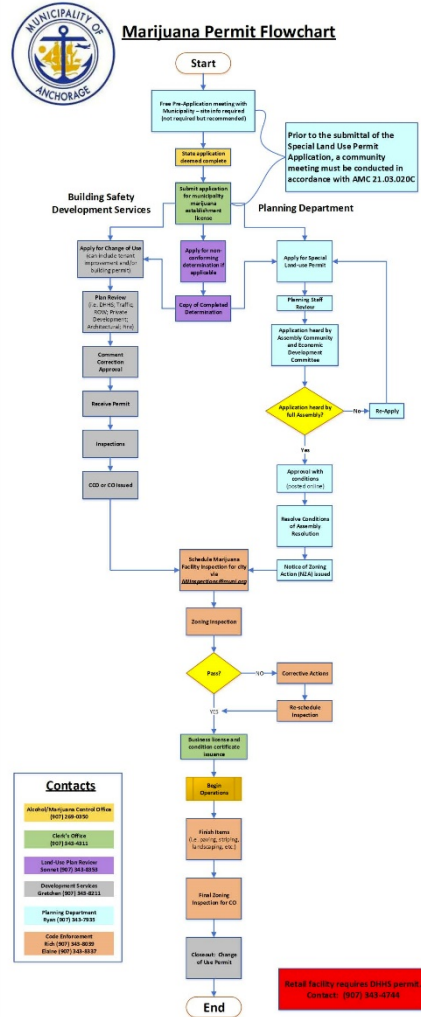 MUNICIPALITY OF
ANCHORAGE
Marijuana Permit Flowchart
Start
Free Pre-Application meeting with
Municipality – site info required
(not required but recommended)
Prior to the submittal of the
Special Land Use Permit
Application, a community
meeting must be conducted in
accordance with AMC 21.03.020C
State application
deemed complete
Submit application
for municipality
marijuana
establishment
license
Building Safety
Development Services
Planning Department
Apply for Change of Use
(can include tenant
improvement and/or
building permit)
Apply for non-
conforming
determination if
applicable
Apply for Special
Land-use Permit
Plan Review
(i.e. DHHS; Traffic;
ROW; Private
Development;
Architectural; Fire)
Copy of Completed
Determination
Planning Staff
Review
Application heard by
Assembly Community
and Economic
Development
Committee
Comment
Correction
Approval
Receive Permit
Application heard by
full Assembly?
No
Re-Apply
Yes
Inspections
Approval with
conditions
(posted online)
CCO or CO Issued
Resolve Conditions
of Assembly
Resolution
Notice of Zoning
Action (NZA) issued
Schedule Marijuana
Facility Inspection for city
via
Zoning Inspection
Pass?
NO
Corrective Actions
Re-schedule
Inspection
YES
Business license and
condition certificate
issuance
Begin
Operations
Finish Items
(i.e. paving, striping,
landscaping, etc.)
Final Zoning
Inspection for CO
Closeout: Change
of Use Permit
End
Contacts
Alcohol/Marijuana Control Office
(907) 269-0350
Clerk's Office
(907) 343-4311
Land-Use Plan Review
Sonnet (907) 343-8353
Development Services
Gretchen (907) 343-8211
Planning Department
Ryan (907) 343-7935
Code Enforcement
Rich (907) 343-8039
Elaine (907) 343-8337
Retail facility requires DHHS permit.
Contact: (907) 343-4744